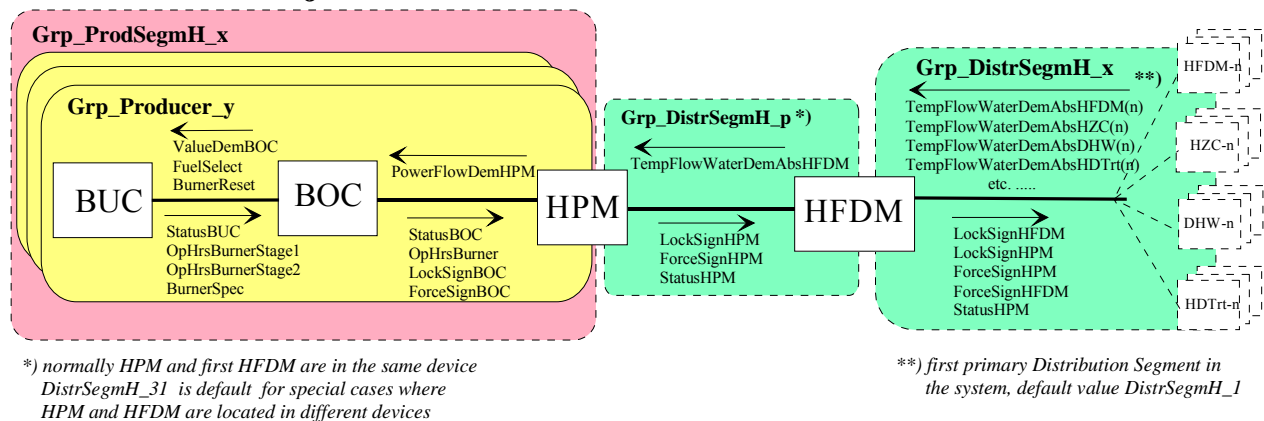 Grp_ProdSegmH_x
Grp_Producer_y
ValueDemBOC
FuelSelect
BurnerReset
BUC
StatusBUC
OpHrsBurnerStage1
OpHrsBurnerStage2
BurnerSpec
BOC
PowerFlowDemHPM
StatusBOC
OpHrsBurner
LockSignBOC
ForceSignBOC
HPM
Grp_DistrSegmH_p *)
TempFlowWaterDemAbsHFDM
LockSignHPM
ForceSignHPM
StatusHPM
HFDM
Grp_DistrSegmH_x
**)
TempFlowWaterDemAbsHFDM(n)
TempFlowWaterDemAbsHZC(n)
TempFlowWaterDemAbsDHW(n)
TempFlowWaterDemAbsHDTrt(n)
etc. .....
LockSignHFDM
LockSignHPM
ForceSignHPM
ForceSignHFDM
StatusHPM
HFDM-n
HZC-n
DHW-n
HDTrt-n
*) normally HPM and first HFDM are in the same device
DistrSegmH_31 is default for special cases where
HPM and HFDM are located in different devices
**) first primary Distribution Segment in
the system, default value DistrSegmH_1